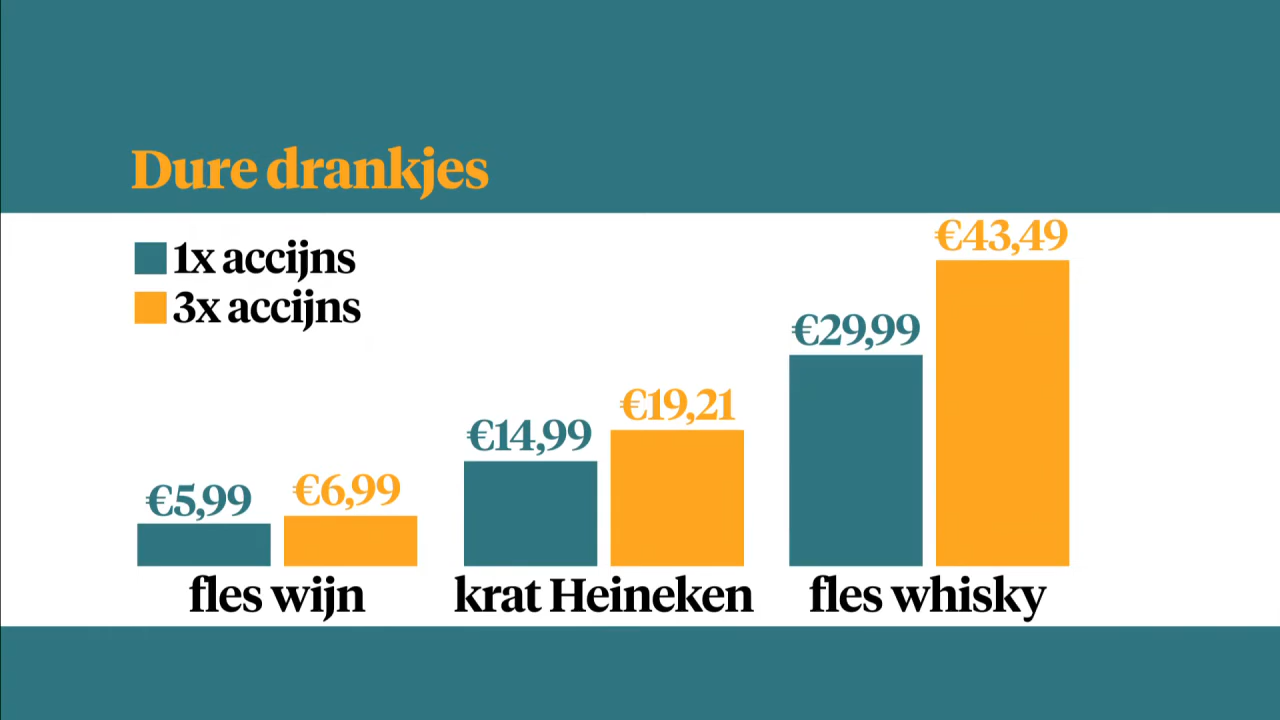 Dure drankjes
1x accijns
3x accijns
€5,99
€6,99
€14,99
€19,21
€29,99
€43,49
fles wijn
krat Heineken
fles whisky